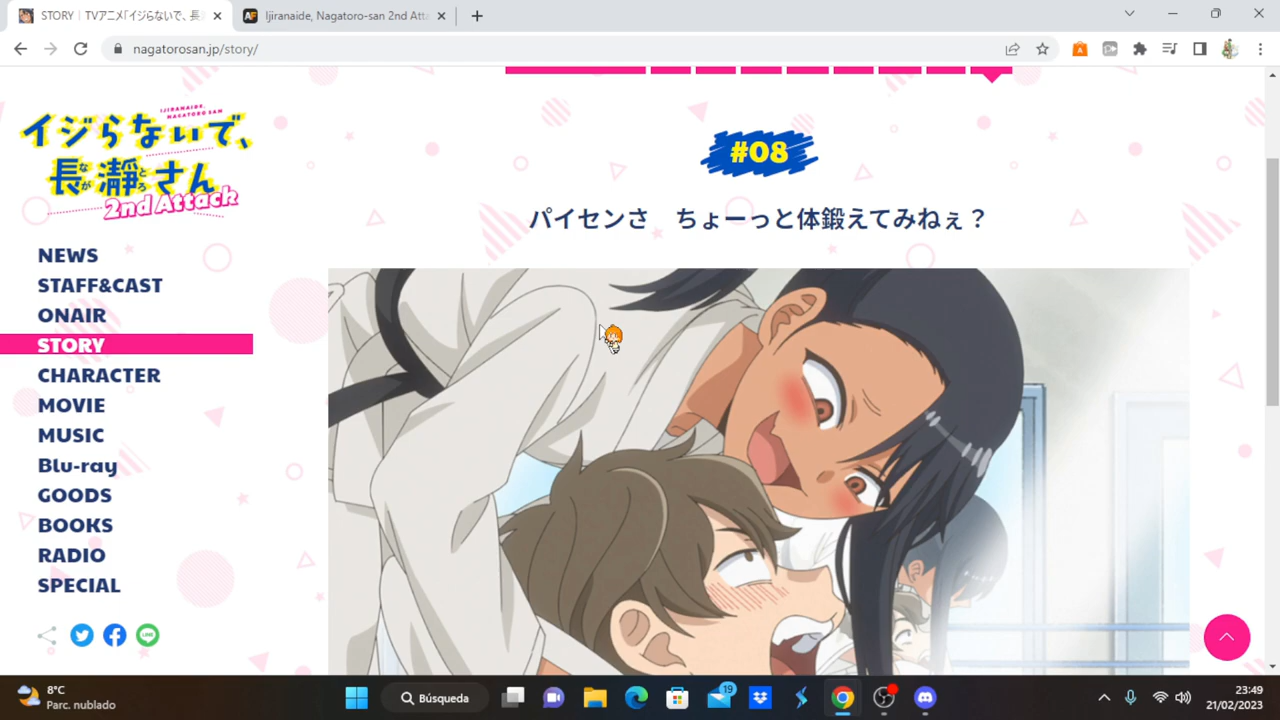 STORY | TVアニメ「イジらないで、長
Ijiranaide, Nagatoro-san 2nd Atta
nagatorosan.jp/story/
IJIRANAIDE, NAGATORO SAN
イジらないで、
長瀞さん
なが とろ
2nd Attack
NEWS
STAFF&CAST
ONAIR
STORY
CHARACTER
MOVIE
MUSIC
Blu-ray
GOODS
BOOKS
RADIO
SPECIAL
#08
パイセンさ　ちょーっと体鍛えてみねぇ？
LINE
8°C
Parc. nublado
Búsqueda
19
23:49
21/02/2023